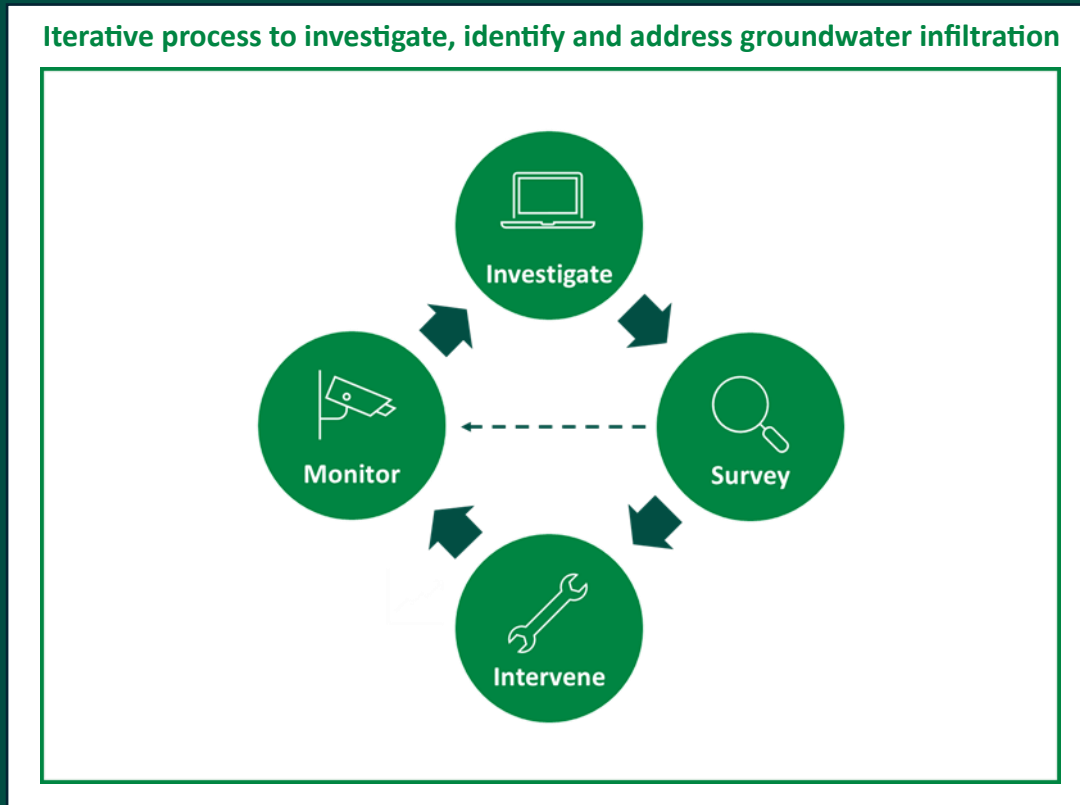 Iterative process to investigate, identify and address groundwater infiltration
Investigate
Monitor
Survey
Intervene